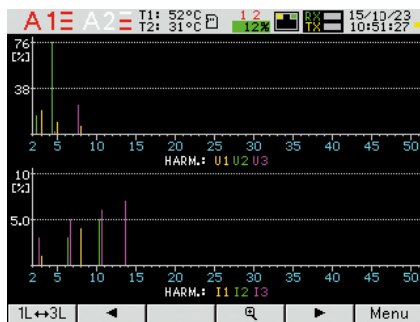 A1 A2 T1: 52°C 1 2 RX 15/10/23
T2: 31°C 12% TX 10:51:27
76
[%]
38
2 5 10 15 20 25 30 35 40 45 50
HARM.: U1 U2 U3
10
[%]
5.0
2 5 10 15 20 25 30 35 40 45 50
HARM.: I1 I2 I3
1L↔3L ◄ ► Menu